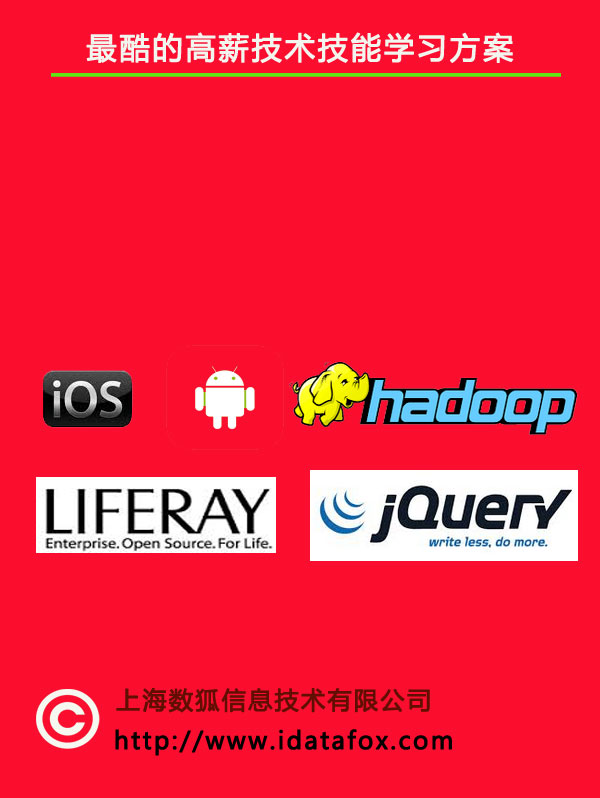 最酷的高薪技术技能学习方案
iOS
hadoop
LIFERAY
Enterprise. Open Source. For Life.
jQuery
write less, do more.
©
上海数狐信息技术有限公司
http://www.idatafox.com